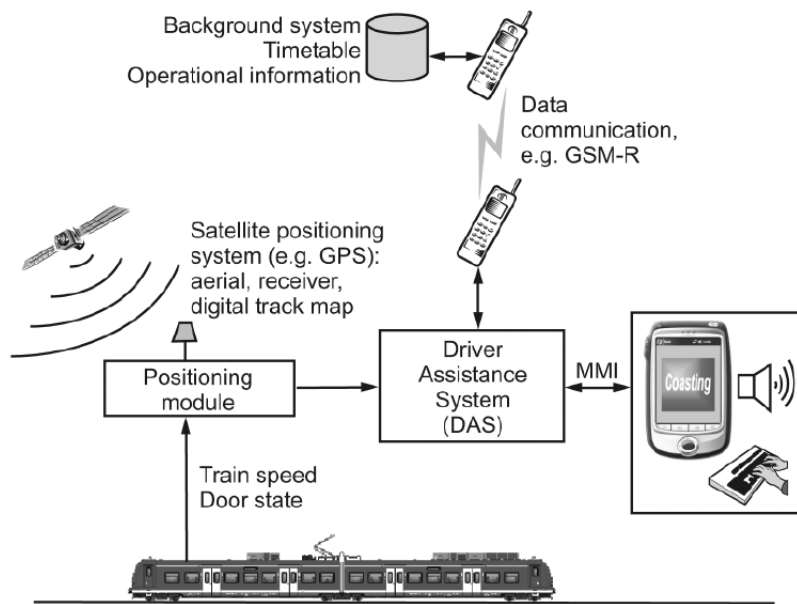 Background system
Timetable
Operational information
Data
communication,
e.g. GSM-R
Satellite positioning
system (e.g. GPS):
aerial, receiver,
digital track map
Positioning
module
Driver
Assistance
System
(DAS)
MMI
Coasting
Train speed
Door state